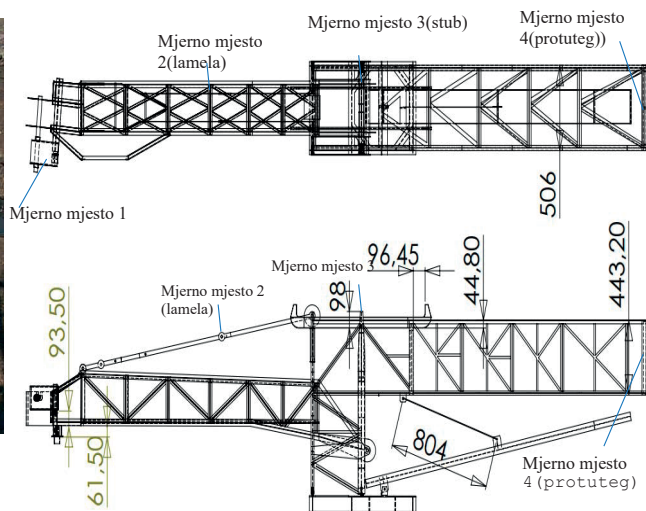 Mjerno mjesto
2(lamela)
Mjerno mjesto 3(stub)
Mjerno mjesto
4(protuteg))
Mjerno mjesto 1
506
93,50
61,50
Mjerno mjesto 2
(lamela)
Mjerno mjesto 3
98
96,45
44,80
443,20
804
Mjerno mjesto
4(protuteg)